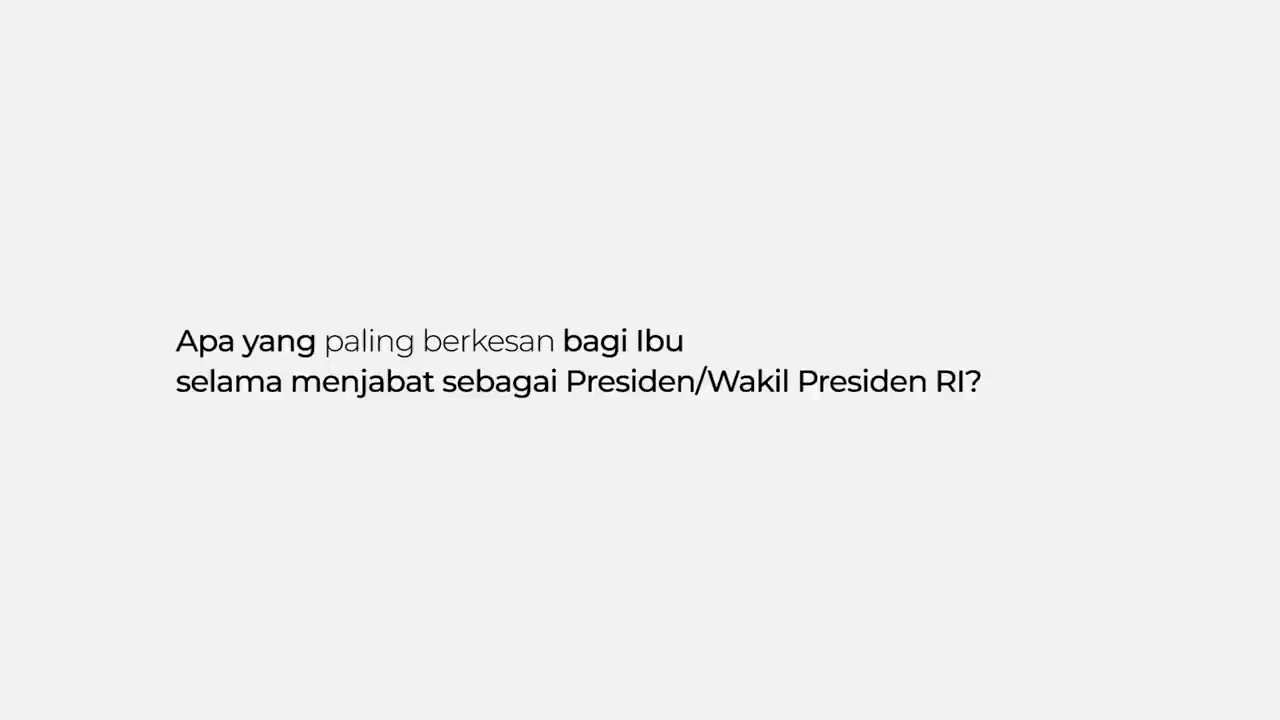 Apa yang paling berkesan bagi Ibu
selama menjabat sebagai Presiden/Wakil Presiden RI?